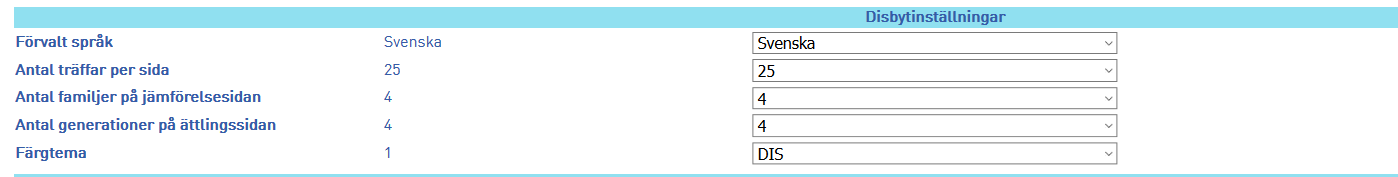 Disbytinställningar
Förvalt språk Svenska Svenska
Antal träffar per sida 25 25
Antal familjer på jämförelsesidan 4 4
Antal generationer på ättlingssidan 4 4
Färgtema 1 DIS